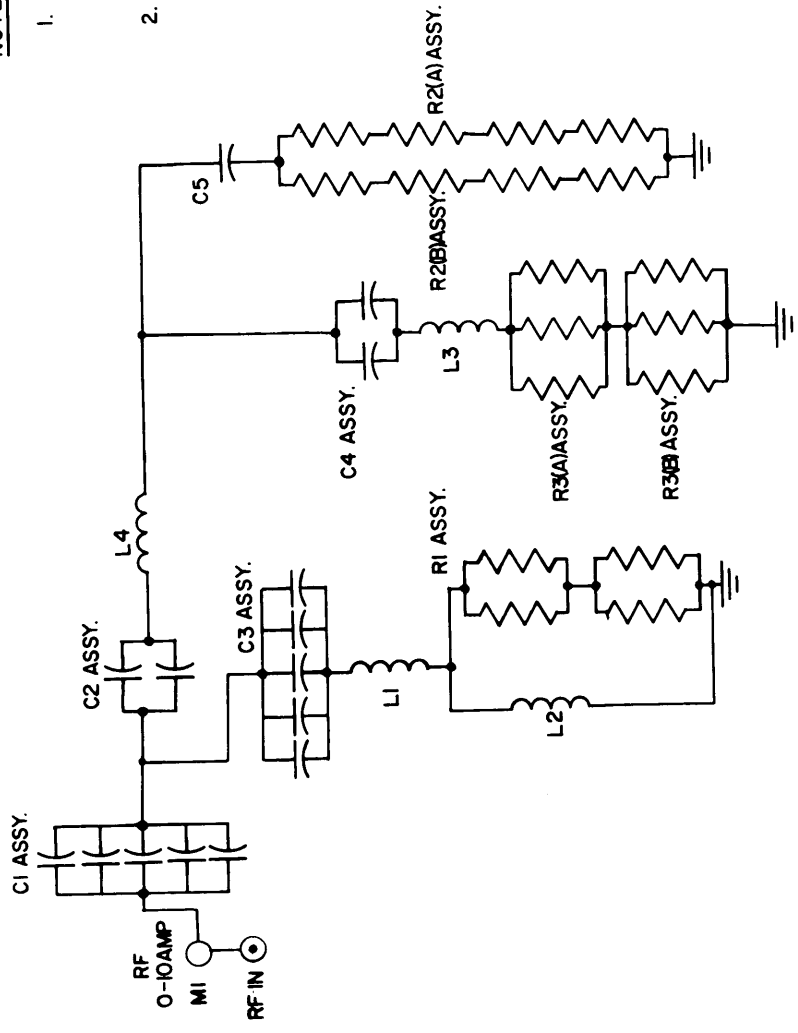 1.
2.
C1 ASSY.
C2 ASSY.
L4
C5
R2(A) ASSY.
R2(B)ASSY.
C4 ASSY.
L3
R3(A)ASSY.
R3(B) ASSY.
C3 ASSY.
L1
R1 ASSY.
L2
RF
0-10AMP
M1
RF IN